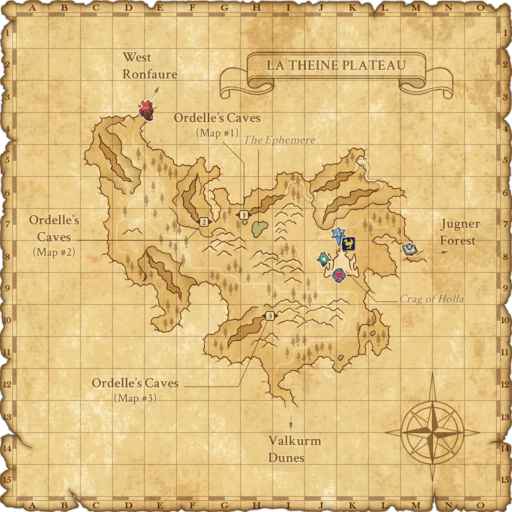 A B C D E F G H I J K L M N O
1
2
3
4
5
6
7
8
9
10
11
12
13
14
15
LA THEINE PLATEAU
West
Ronfaure
Ordelle's Caves
(Map #1)
The Ephemere
Ordelle's
Caves
(Map #2)
2
1
Jugner
Forest
Crag of Holla
3
Ordelle's Caves
(Map #3)
Valkurm
Dunes
A B C D E F G H I J K L M N O
1
2
3
4
5
6
7
8
9
10
11
12
13
14
15